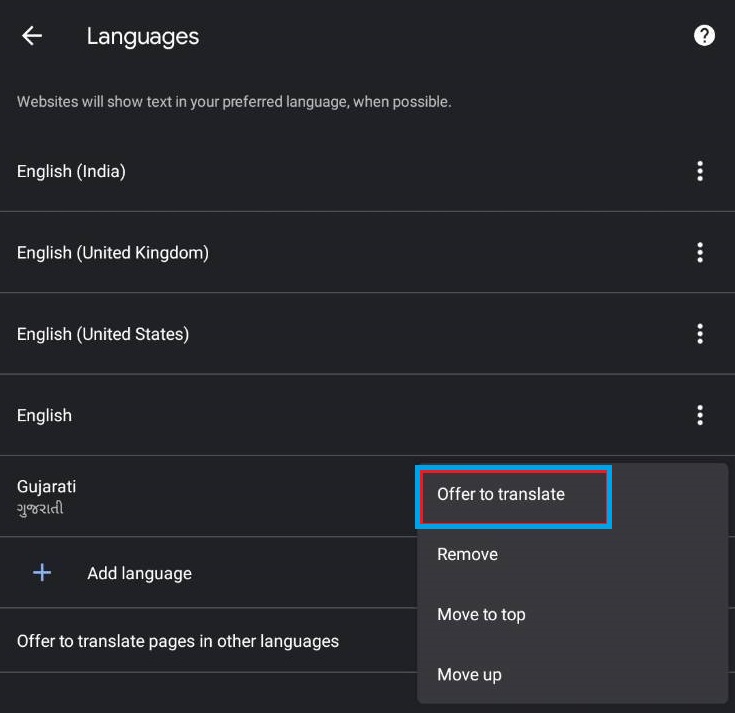 Languages
Websites will show text in your preferred language, when possible.
English (India)
English (United Kingdom)
English (United States)
English
Gujarati
ગુજરાતી
Offer to translate
Remove
Move to top
Move up
Add language
Offer to translate pages in other languages